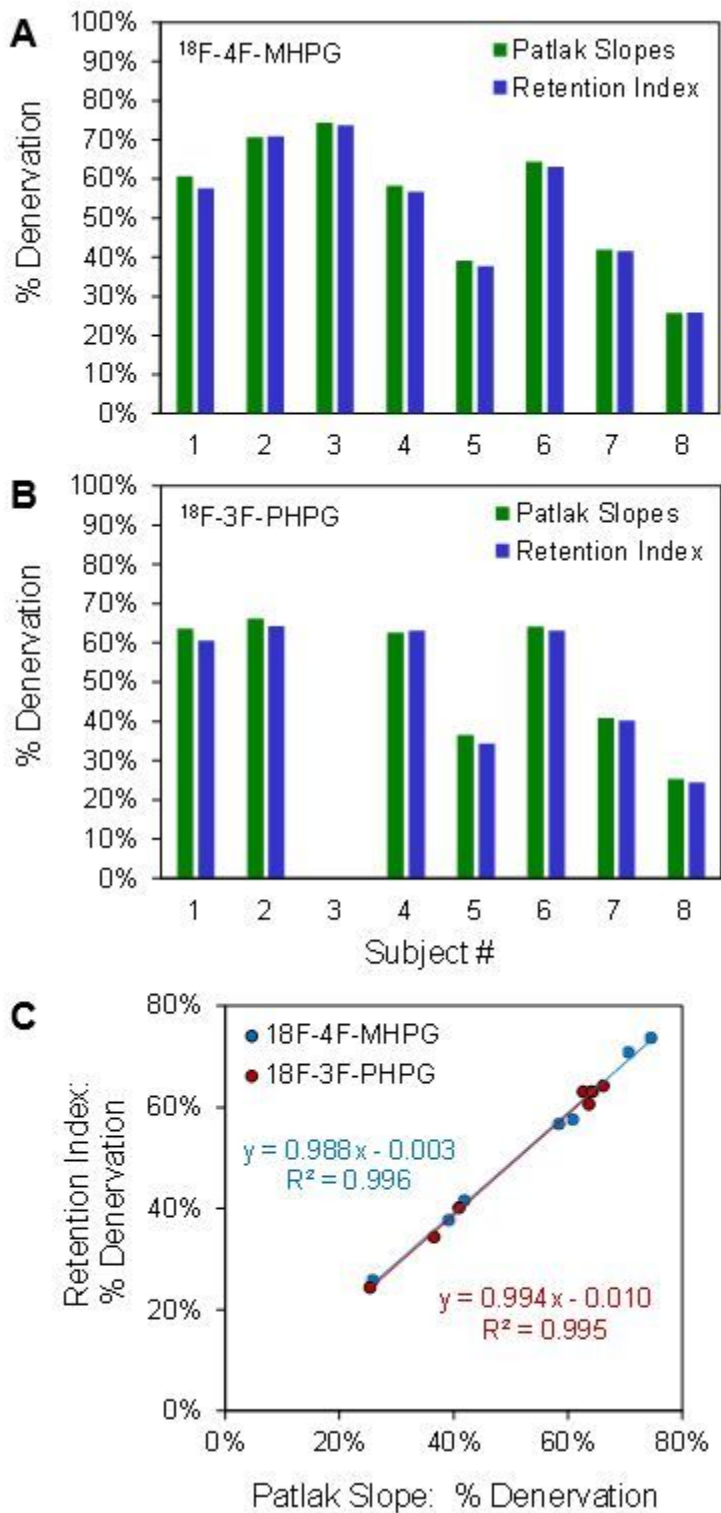 A
18F-4F-MHPG
Patlak Slopes
Retention Index
% Denervation
100%
90%
80%
70%
60%
50%
40%
30%
20%
10%
0%
1 2 3 4 5 6 7 8
B
18F-3F-PHPG
Patlak Slopes
Retention Index
% Denervation
100%
90%
80%
70%
60%
50%
40%
30%
20%
10%
0%
1 2 3 4 5 6 7 8
Subject #
C
18F-4F-MHPG
18F-3F-PHPG
Retention Index:
% Denervation
80%
60%
40%
20%
0%
y = 0.988x - 0.003
R² = 0.996
y = 0.994x - 0.010
R² = 0.995
0% 20% 40% 60% 80%
Patlak Slope: % Denervation